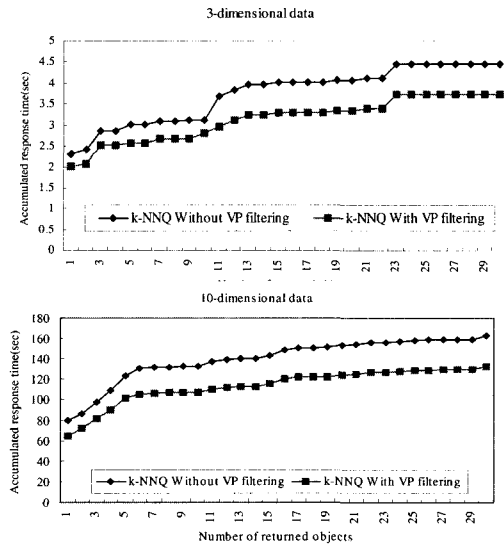 3-dimensional data
Accumulated response time(sec)
5
4.5
4
3.5
3
2.5
2
1.5
1
0.5
0
k-NNQ Without VP filtering
k-NNQ With VP filtering
1 3 5 7 9 11 13 15 17 19 21 23 25 27 29
10-dimensional data
Accumulated response time(sec)
180
160
140
120
100
80
60
40
20
0
k-NNQ Without VP filtering
k-NNQ With VP filtering
1 3 5 7 9 11 13 15 17 19 21 23 25 27 29
Number of returned objects